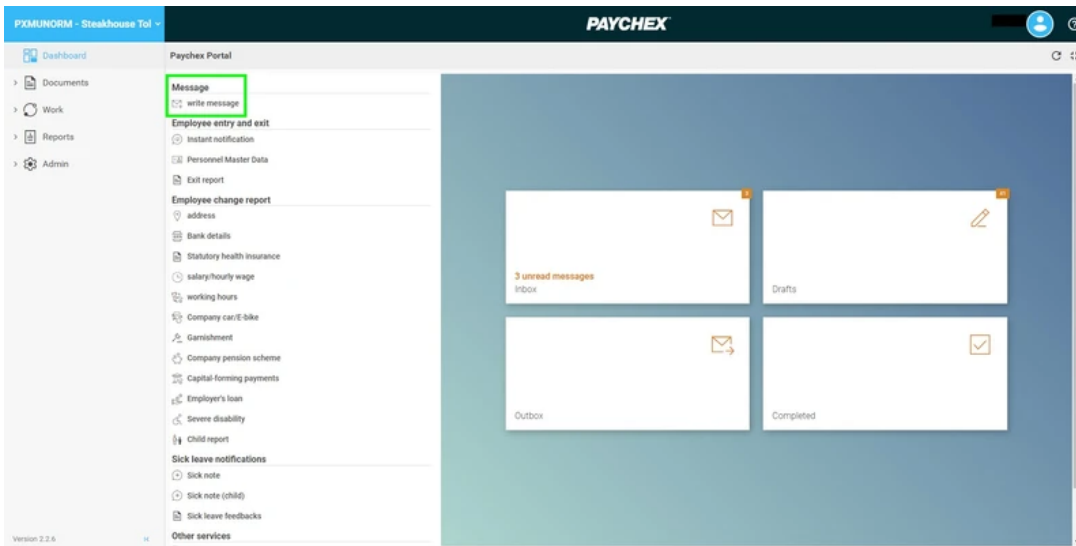 PXMUNORM - Steakhouse Tol
PAYCHEX
Dashboard
Documents
Work
Reports
Admin
Version 2.2.6
Paychex Portal
Message
write message
Employee entry and exit
Instant notification
Personnel Master Data
Exit report
Employee change report
address
Bank details
Statutory health insurance
salary/hourly wage
working hours
Company car/E-bike
Garnishment
Company pension scheme
Capital-forming payments
Employer's loan
Severe disability
Child report
Sick leave notifications
Sick note
Sick note (child)
Sick leave feedbacks
Other services
3 unread messages
Inbox
Drafts
Outbox
Completed